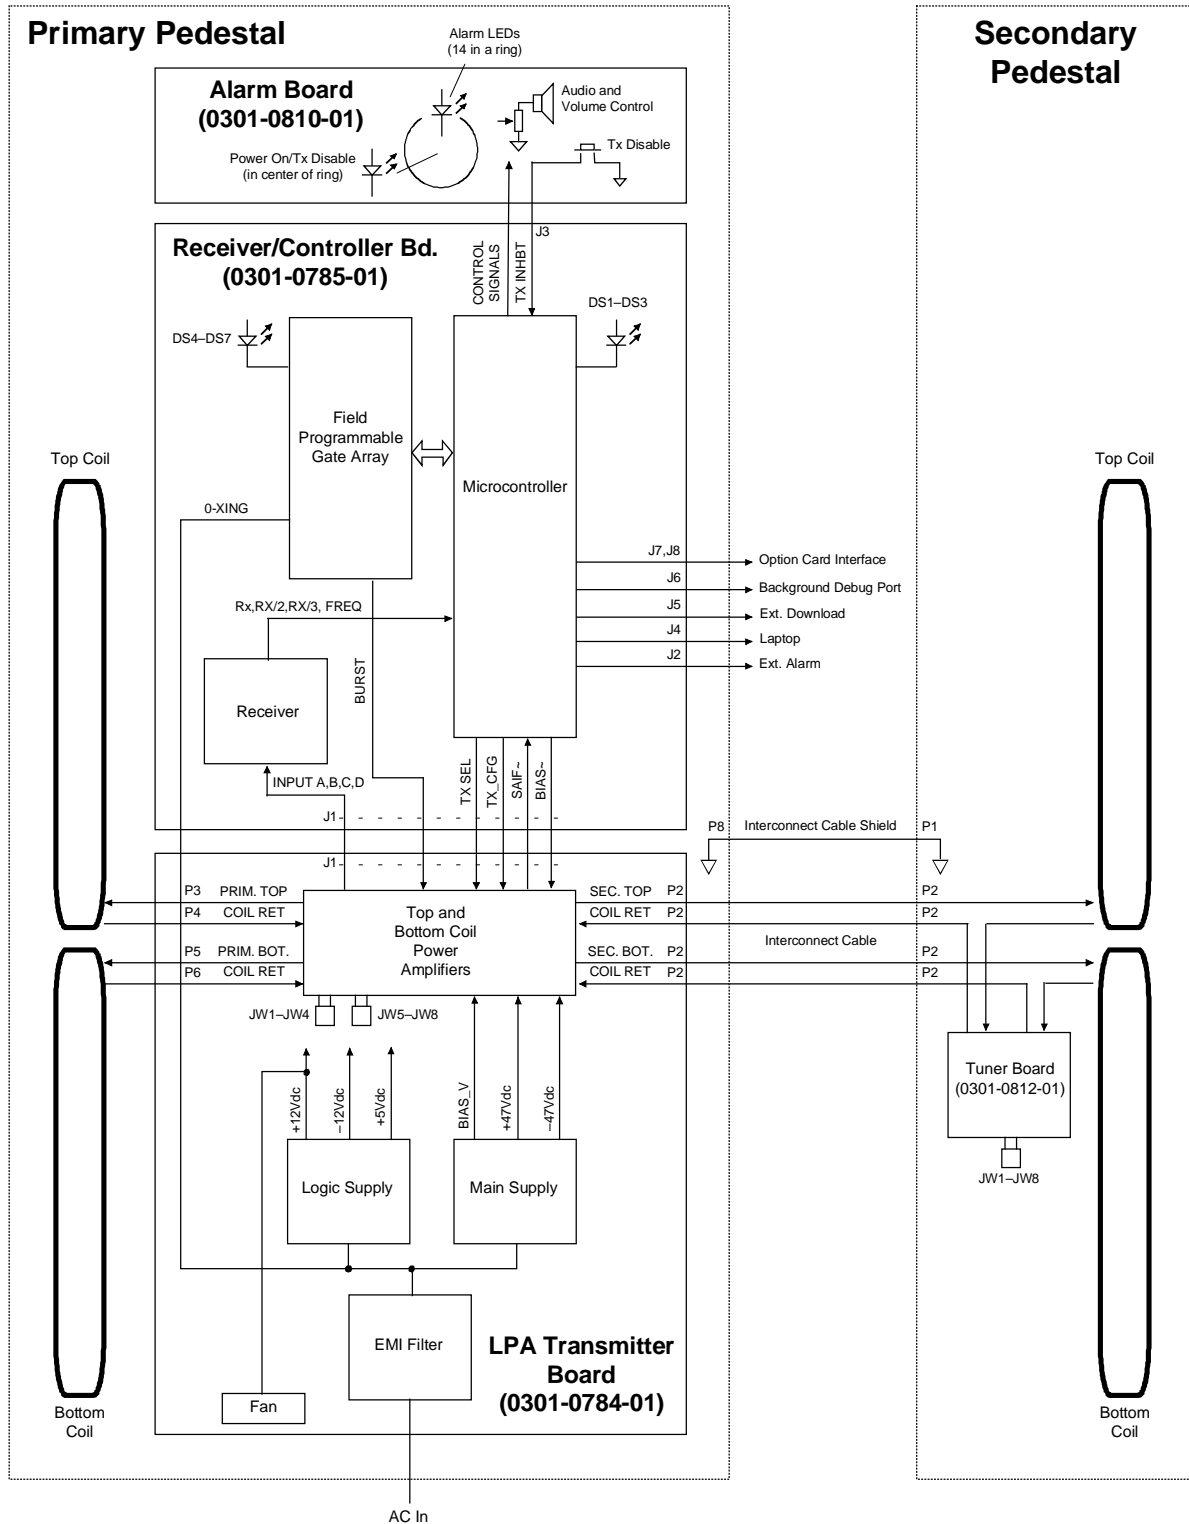 Primary Pedestal
Secondary
Pedestal
Alarm LEDs
(14 in a ring)
Alarm Board
(0301-0810-01)
Audio and
Volume Control
Power On/Tx Disable
(in center of ring)
Tx Disable
J3
Receiver/Controller Bd.
(0301-0785-01)
CONTROL
SIGNALS
TX INHBT
DS4–DS7
DS1–DS3
Field
Programmable
Gate Array
Microcontroller
Top Coil
Top Coil
0-XING
J7,J8
Option Card Interface
J6
Background Debug Port
J5
Ext. Download
J4
Laptop
J2
Ext. Alarm
Rx,RX/2,RX/3, FREQ
BURST
Receiver
INPUT A,B,C,D
TX SEL
TX_CFG
SAIF~
BIAS~
J1
P8
Interconnect Cable Shield
P1
J1
P3
PRIM. TOP
P4
COIL RET
P5
PRIM. BOT.
P6
COIL RET
Top and
Bottom Coil
Power
Amplifiers
SEC. TOP
P2
COIL RET
P2
SEC. BOT.
P2
COIL RET
P2
Interconnect Cable
P2
P2
P2
P2
JW1–JW4
JW5–JW8
+12Vdc
–12Vdc
+5Vdc
BIAS_V
+47Vdc
–47Vdc
Tuner Board
(0301-0812-01)
JW1–JW8
Logic Supply
Main Supply
EMI Filter
LPA Transmitter
Board
(0301-0784-01)
Fan
Bottom
Coil
Bottom
Coil
AC In